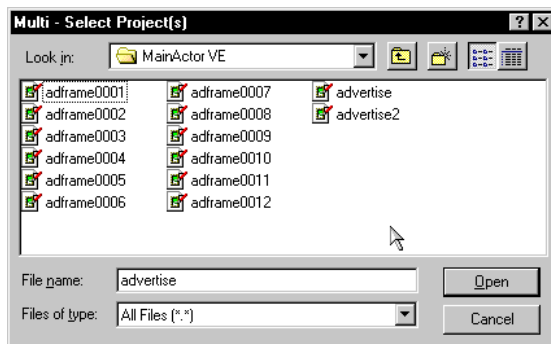 Multi - Select Project(s)
Look in: MainActor VE
adframe0001 adframe0007 advertise
adframe0002 adframe0008 advertise2
adframe0003 adframe0009
adframe0004 adframe0010
adframe0005 adframe0011
adframe0006 adframe0012
File name: advertise Open
Files of type: All Files (*.*) Cancel